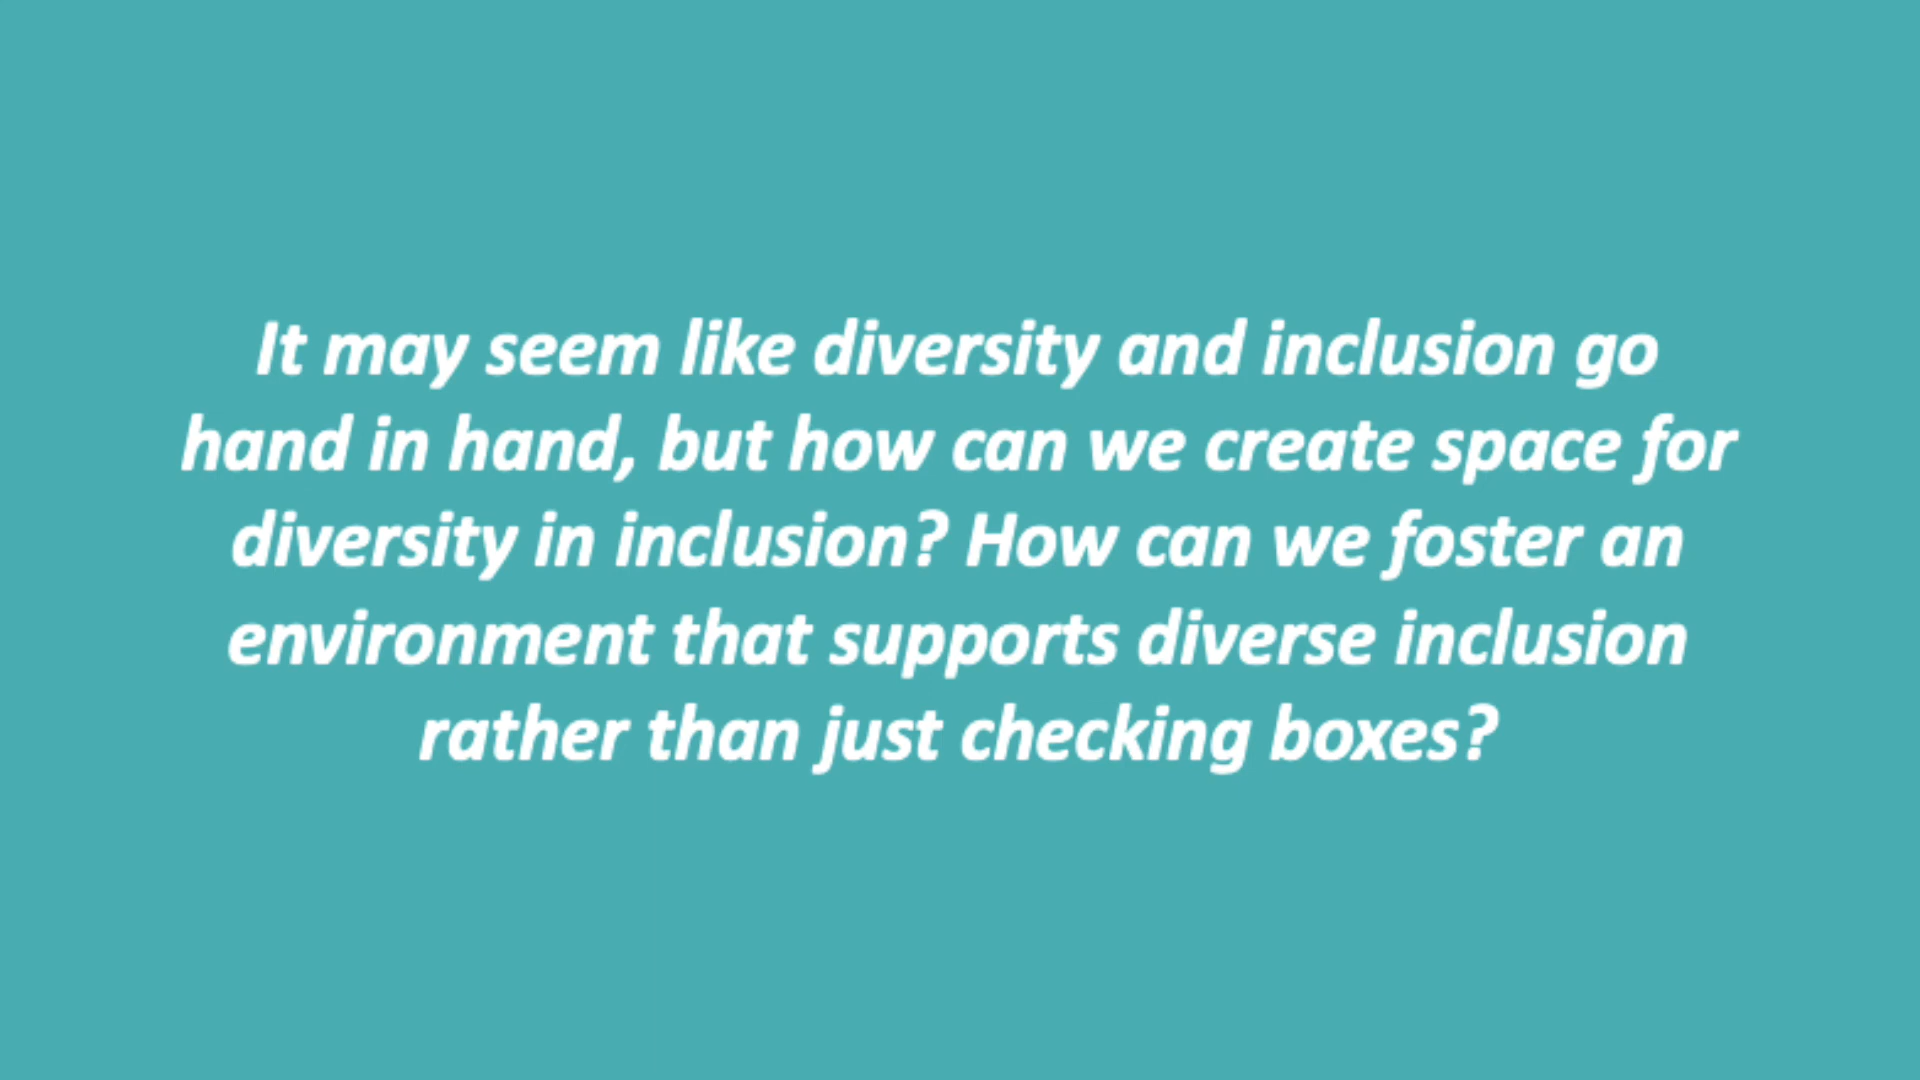 It may seem like diversity and inclusion go
hand in hand, but how can we create space for
diversity in inclusion? How can we foster an
environment that supports diverse inclusion
rather than just checking boxes?